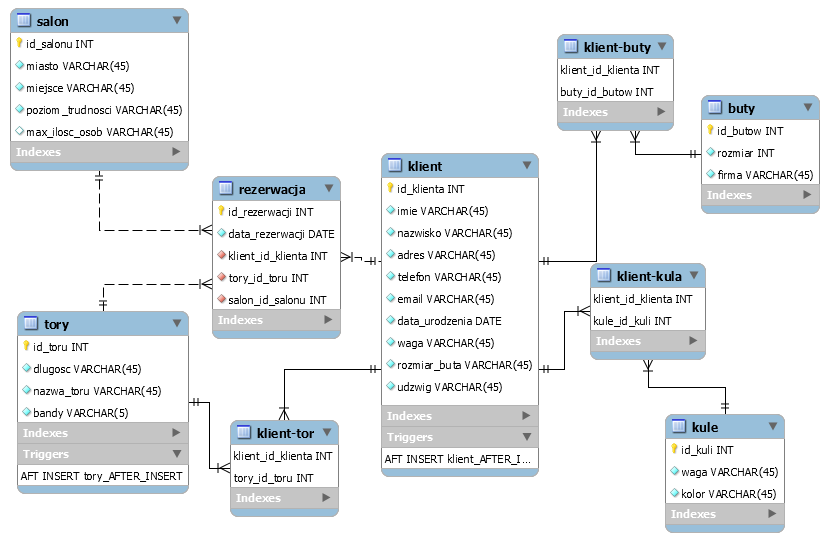 salon
id_salonu INT
miasto VARCHAR(45)
miejsce VARCHAR(45)
poziom_trudnosci VARCHAR(45)
max_ilosc_osob VARCHAR(45)
Indexes
rezerwacja
id_rezerwacji INT
data_rezerwacji DATE
klient_id_klienta INT
tory_id_toru INT
salon_id_salonu INT
Indexes
tory
id_toru INT
dlugosc VARCHAR(45)
nazwa_toru VARCHAR(45)
bandy VARCHAR(5)
Indexes
Triggers
AFT INSERT tory_AFTER_INSERT
klient-tor
klient_id_klienta INT
tory_id_toru INT
Indexes
klient
id_klienta INT
imie VARCHAR(45)
nazwisko VARCHAR(45)
adres VARCHAR(45)
telefon VARCHAR(45)
email VARCHAR(45)
data_urodzenia DATE
waga VARCHAR(45)
rozmiar_buta VARCHAR(45)
udzwig VARCHAR(45)
Indexes
Triggers
AFT INSERT klient_AFTER_I...
klient-buty
klient_id_klienta INT
buty_id_butow INT
Indexes
buty
id_butow INT
rozmiar INT
firma VARCHAR(45)
Indexes
klient-kula
klient_id_klienta INT
kule_id_kuli INT
Indexes
kule
id_kuli INT
waga VARCHAR(45)
kolor VARCHAR(45)
Indexes